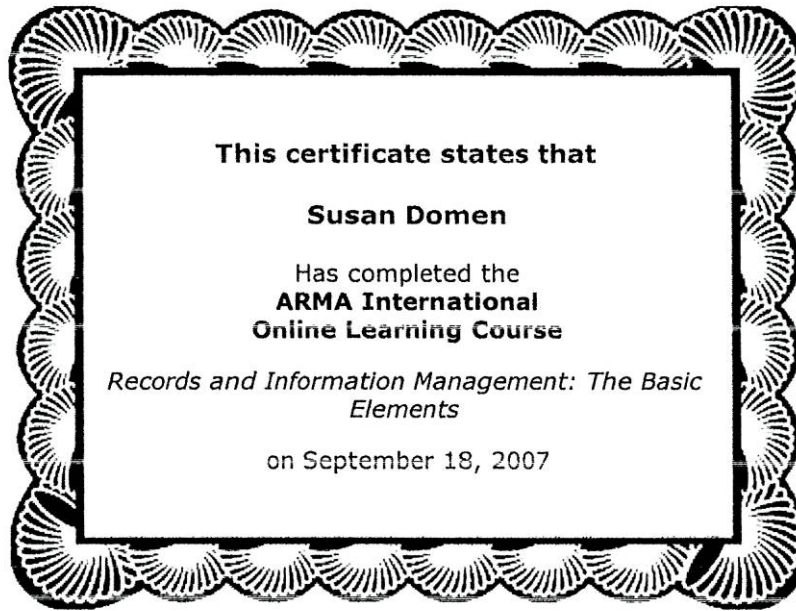 This certificate states that
Susan Domen
Has completed the
ARMA International
Online Learning Course
Records and Information Management: The Basic
Elements
on September 18, 2007